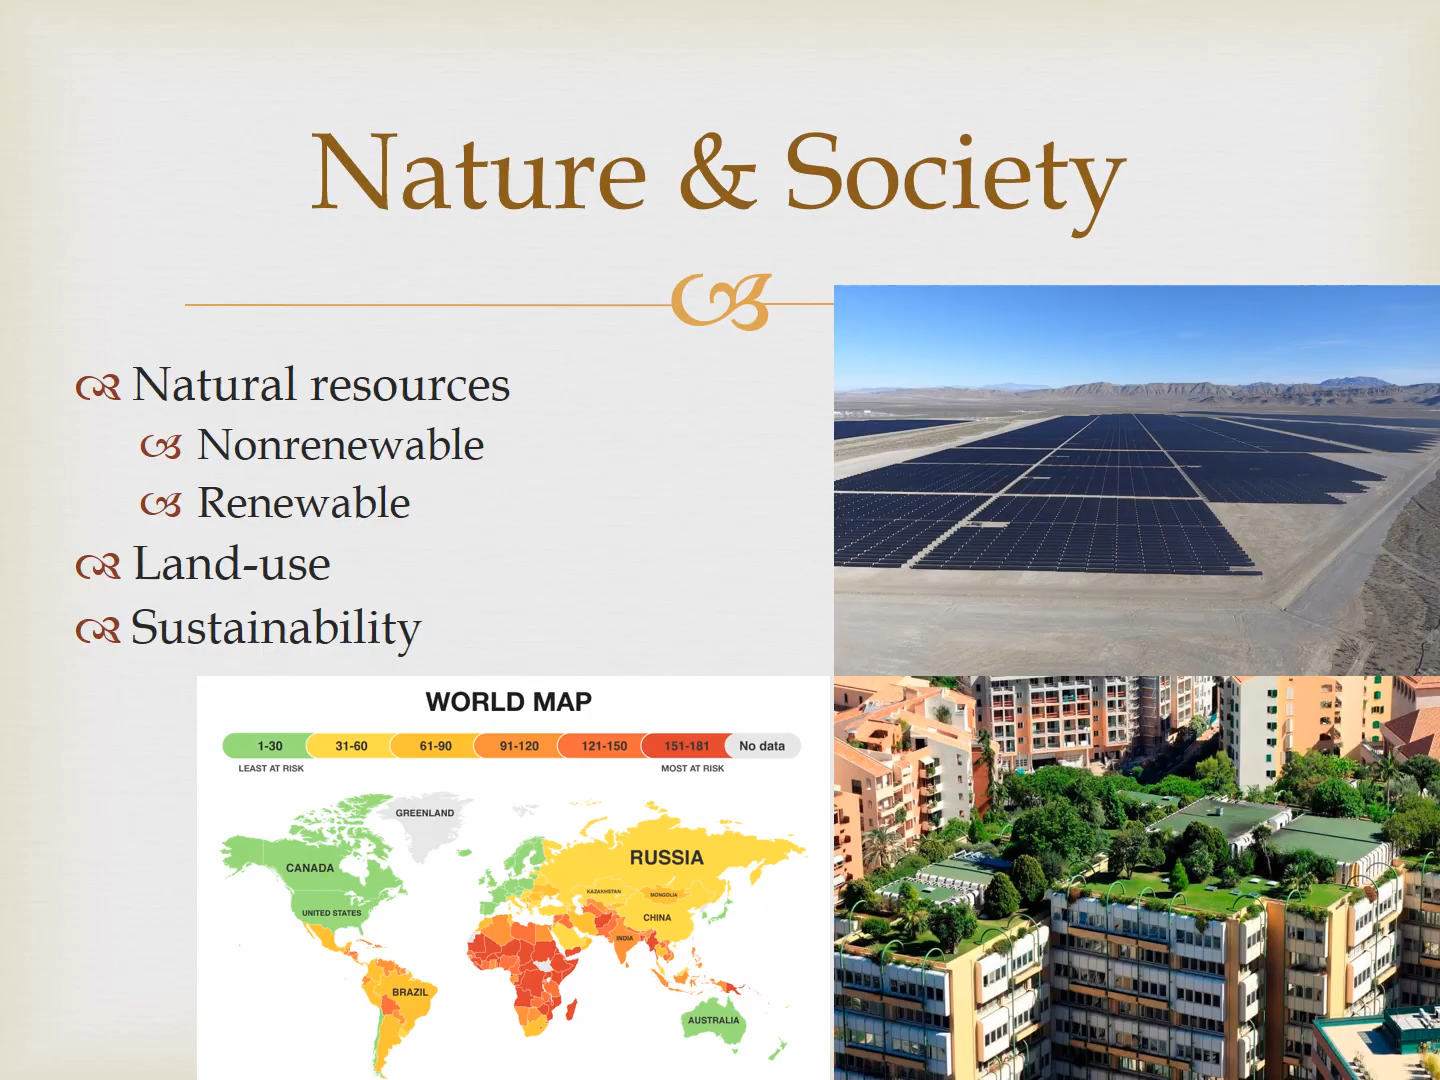 Nature & Society
Natural resources
Nonrenewable
Renewable
Land-use
Sustainability
WORLD MAP
1-30 31-60 61-90 91-120 121-150 151-181 No data
LEAST AT RISK MOST AT RISK
GREENLAND
CANADA
RUSSIA
KAZAKHSTAN
MONGOLIA
UNITED STATES
CHINA
INDIA
BRAZIL
AUSTRALIA